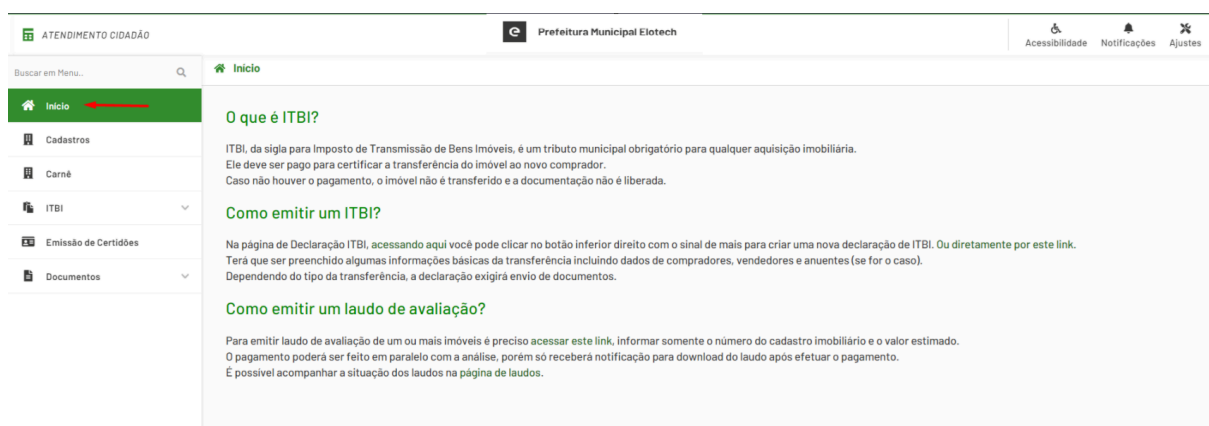 ATENDIMENTO CIDADÃO
Prefeitura Municipal Elotech
Acessibilidade
Notificações
Ajustes
Buscar em Menu..
Início
Início
Cadastros
Carnê
ITBI
Emissão de Certidões
Documentos
O que é ITBI?
ITBI, da sigla para Imposto de Transmissão de Bens Imóveis, é um tributo municipal obrigatório para qualquer aquisição imobiliária.
Ele deve ser pago para certificar a transferência do imóvel ao novo comprador.
Caso não houver o pagamento, o imóvel não é transferido e a documentação não é liberada.
Como emitir um ITBI?
Na página de Declaração ITBI, acessando aqui você pode clicar no botão inferior direito com o sinal de mais para criar uma nova declaração de ITBI. Ou diretamente por este link.
Terá que ser preenchido algumas informações básicas da transferência incluindo dados de compradores, vendedores e anuentes (se for o caso).
Dependendo do tipo da transferência, a declaração exigirá envio de documentos.
Como emitir um laudo de avaliação?
Para emitir laudo de avaliação de um ou mais imóveis é preciso acessar este link, informar somente o número do cadastro imobiliário e o valor estimado.
O pagamento poderá ser feito em paralelo com a análise, porém só receberá notificação para download do laudo após efetuar o pagamento.
É possível acompanhar a situação dos laudos na página de laudos.